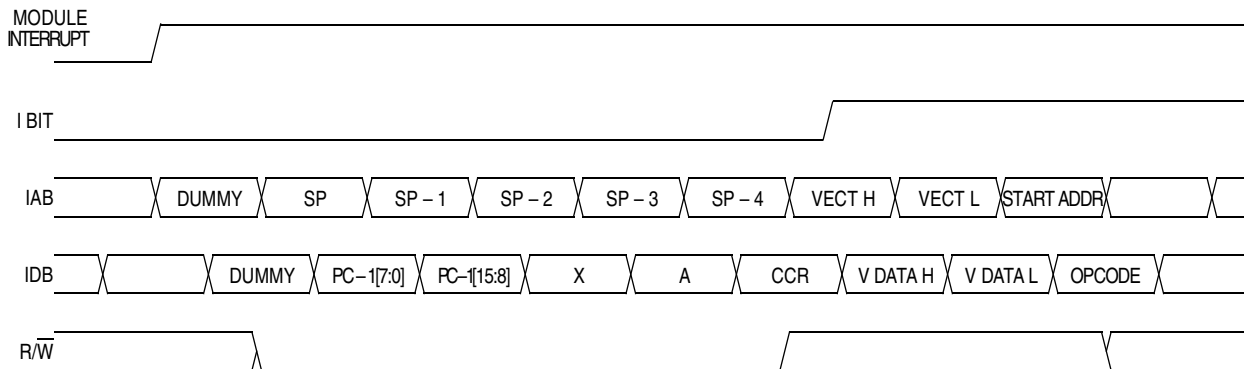 MODULE
INTERRUPT
I BIT
IAB DUMMY SP SP – 1 SP – 2 SP – 3 SP – 4 VECT H VECT L START ADDR
IDB DUMMY PC – 1[7:0] PC–1[15:8] X A CCR V DATA H V DATA L OPCODE
R/W̅